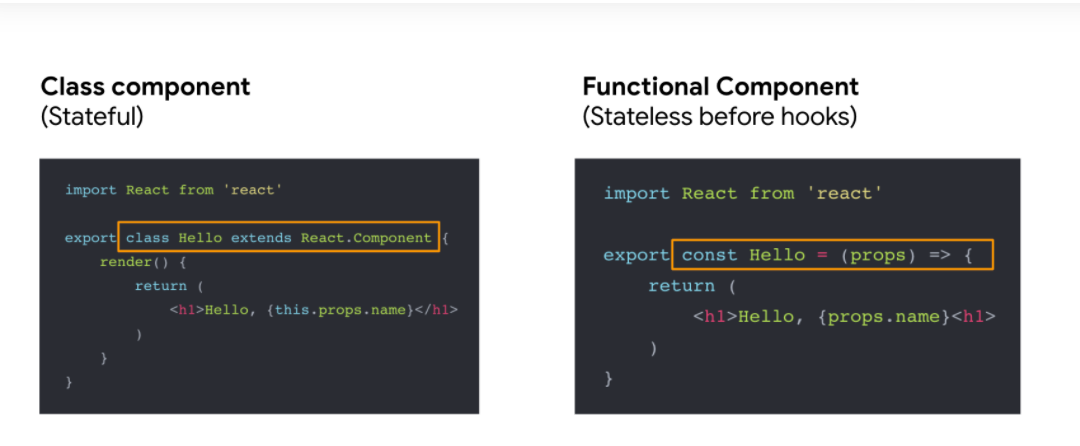 Class component
(Stateful)
import React from 'react'
export class Hello extends React.Component {
render() {
return (
<h1>Hello, {this.props.name}</h1>
)
}
}
Functional Component
(Stateless before hooks)
import React from 'react'
export const Hello = (props) => {
return (
<h1>Hello, {props.name}<h1>
)
}